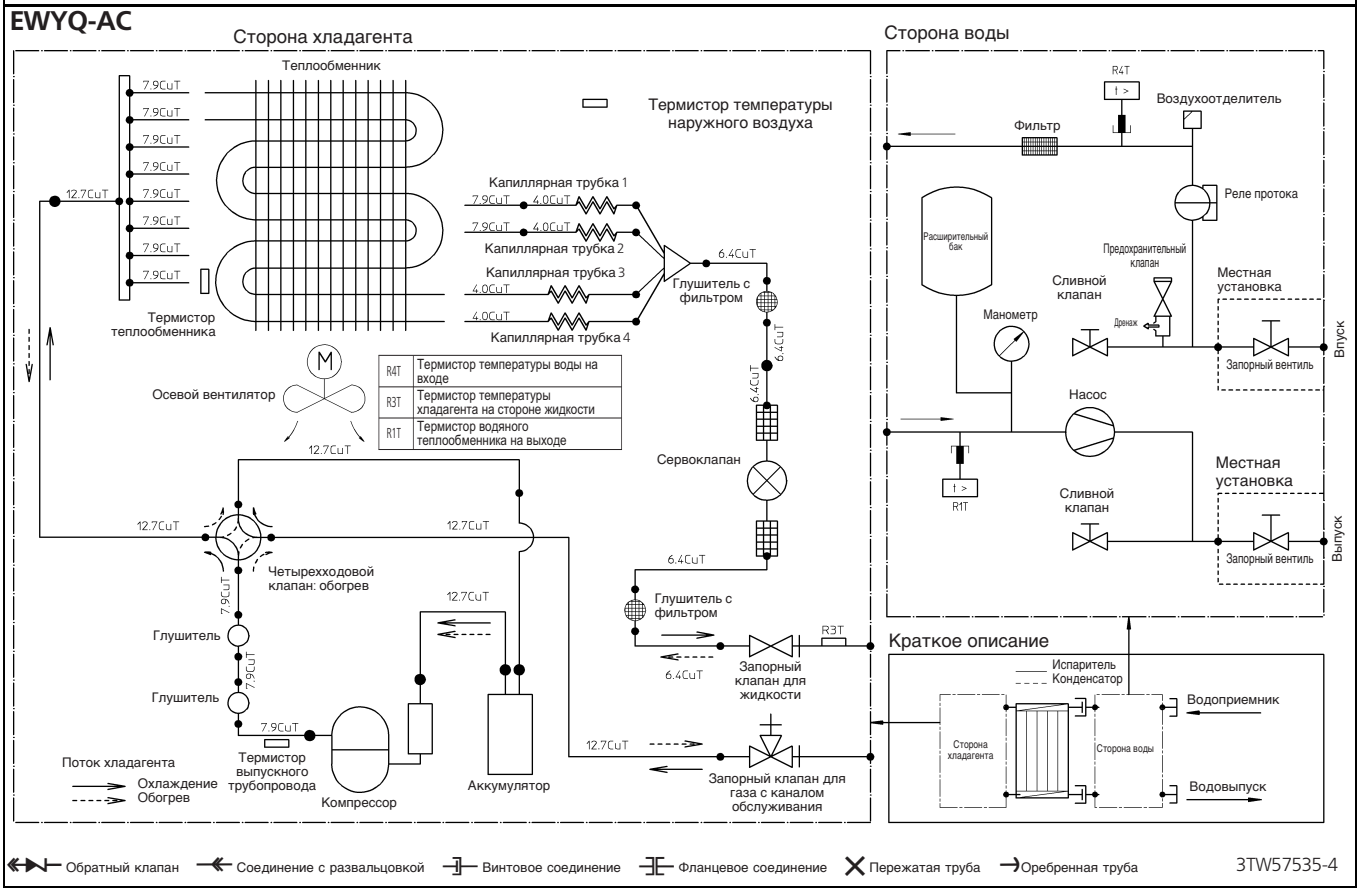 EWYQ-AC
Сторона хладагента
Теплообменник
7.9CuT
7.9CuT
7.9CuT
7.9CuT
7.9CuT
7.9CuT
7.9CuT
7.9CuT
12.7CuT
Термистор температуры
наружного воздуха
Капиллярная трубка 1
7.9CuT
4.0CuT
7.9CuT
4.0CuT
Капиллярная трубка 2
Капиллярная трубка 3
4.0CuT
4.0CuT
Капиллярная трубка 4
6.4CuT
Глушитель с
фильтром
6.4CuT
6.4CuT
Термистор
теплообменника
M
Осевой вентилятор
R4T Термистор температуры воды на
входе
R3T Термистор температуры
хладагента на стороне жидкости
R1T Термистор водяного
теплообменника на выходе
12.7CuT
Сервоклапан
12.7CuT
12.7CuT
6.4CuT
Четырехходовой
клапан: обогрев
7.9CuT
12.7CuT
Глушитель с
фильтром
Глушитель
7.9CuT
R3T
6.4CuT
Запорный
клапан для
жидкости
Глушитель
7.9CuT
Термистор
выпускного
трубопровода
Компрессор
Аккумулятор
12.7CuT
Запорный клапан для
газа с каналом
обслуживания
Поток хладагента
Охлаждение
Обогрев
Сторона воды
R4T
t >
Воздухоотделитель
Фильтр
Реле протока
Расширительный
бак
Предохранительный
клапан
Сливной
клапан
Местная
установка
Манометр
Дренаж
Запорный вентиль
Впуск
Насос
t >
R1T
Сливной
клапан
Местная
установка
Запорный вентиль
Выпуск
Краткое описание
Испаритель
Конденсатор
Водоприемник
Сторона
хладагента
Сторона воды
Водовыпуск
Обратный клапан
Соединение с развальцовкой
Винтовое соединение
Фланцевое соединение
Пережатая труба
Оребренная труба
3TW57535-4